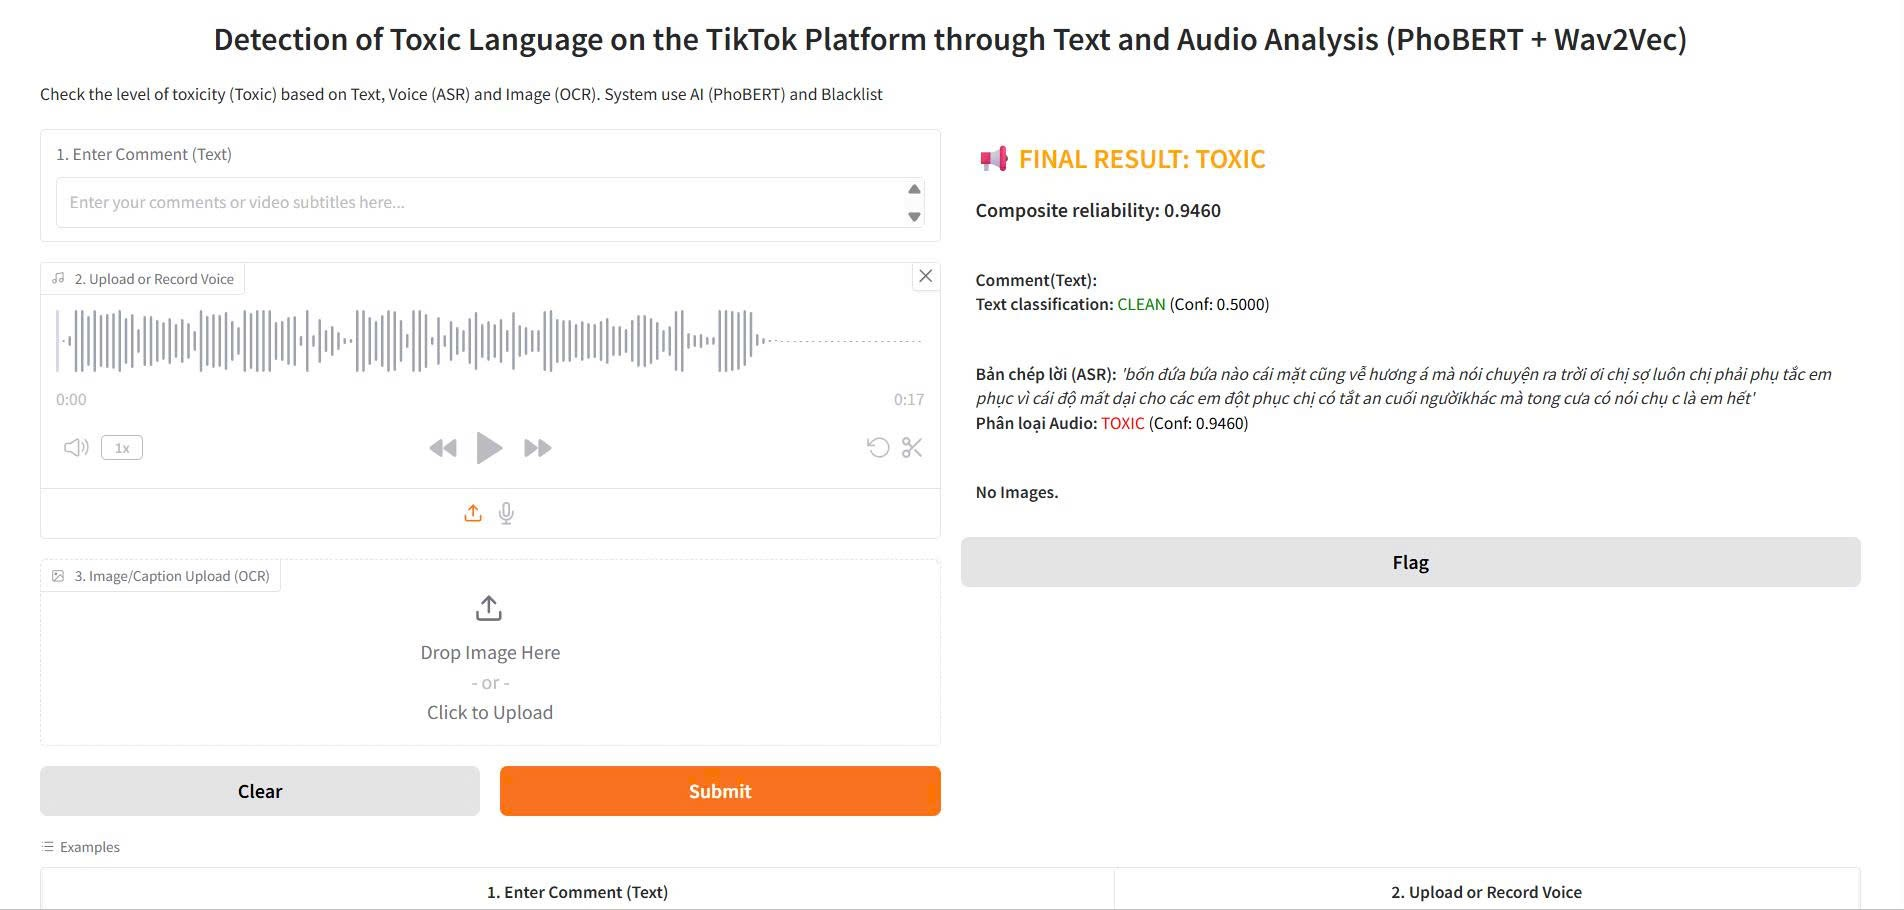 Detection of Toxic Language on the TikTok Platform through Text and Audio Analysis (PhoBERT + Wav2Vec)
Check the level of toxicity (Toxic) based on Text, Voice (ASR) and Image (OCR). System use AI (PhoBERT) and Blacklist
1. Enter Comment (Text)
Enter your comments or video subtitles here...
2. Upload or Record Voice
0:00
0:17
1x
3. Image/Caption Upload (OCR)
Drop Image Here
- or -
Click to Upload
Clear
Submit
FINAL RESULT: TOXIC
Composite reliability: 0.9460
Comment(Text):
Text classification: CLEAN (Conf: 0.5000)
Bản chép lời (ASR): 'bốn đứa bứa nào cái mặt cũng vễ hương á mà nói chuyện ra trời ơi chị sợ luôn chị phải phụ tắc em
phục vì cái độ mất dại cho các em đột phục chị có tắt an cuối ngườikhác mà tong cưa có nói chụ c là em hết'
Phân loại Audio: TOXIC (Conf: 0.9460)
No Images.
Flag
Examples
1. Enter Comment (Text)
2. Upload or Record Voice